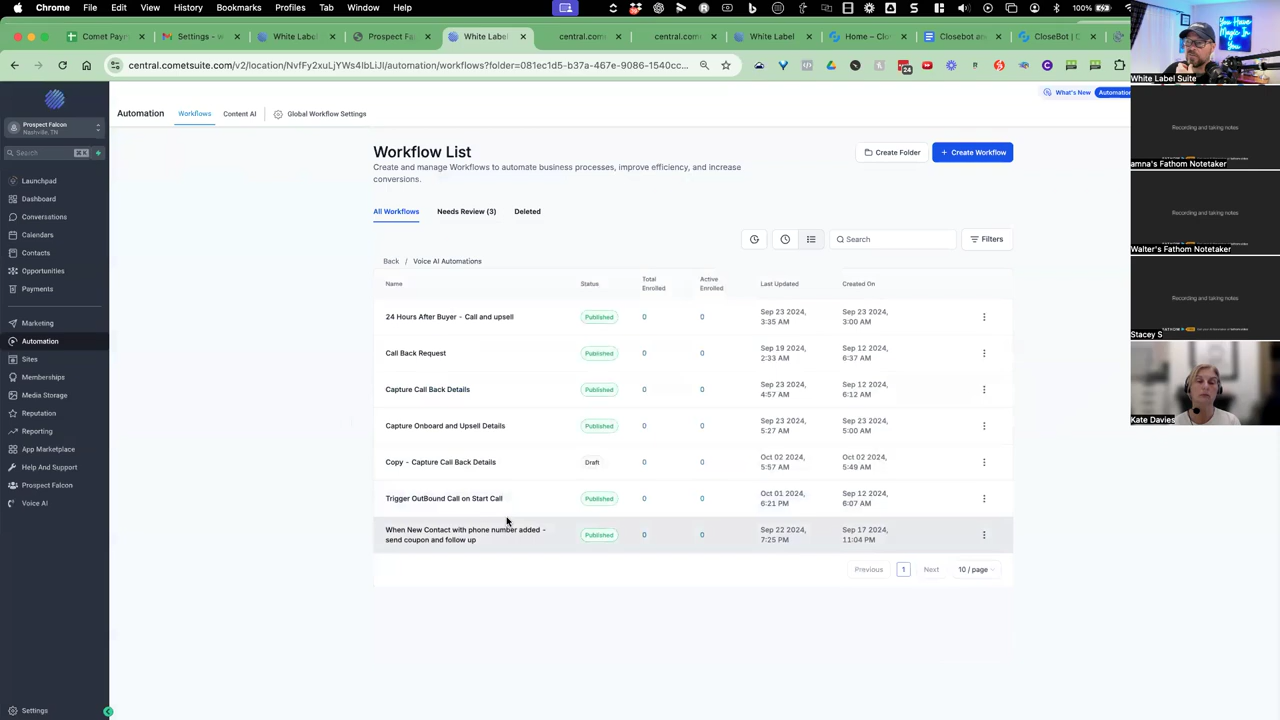 Chrome File Edit View History Bookmarks Profiles Tab Window Help 100%
Comet Payr
Settings - w
White Label
Prospect Fa
White Label
central.com
central.com
White Label
Home – Clo
Closebot an
CloseBot (
central.cometsuite.com/v2/location/NvfFy2xuLjYWs4lbLiJI/automation/workflows?folder=081ec1d5-b37a-467e-9086-1540cc...
24
What's New
Automation
Prospect Falcon
Nashville, TN
Search
⌘ K
Launchpad
Dashboard
Conversations
Calendars
Contacts
Opportunities
Payments
Marketing
Automation
Sites
Memberships
Media Storage
Reputation
Reporting
App Marketplace
Help And Support
Prospect Falcon
Voice AI
Settings
Automation Workflows Content AI Global Workflow Settings
Workflow List
Create and manage Workflows to automate business processes, improve efficiency, and increase
conversions.
Create Folder
+ Create Workflow
All Workflows Needs Review (3) Deleted
Search
Filters
Back / Voice AI Automations
Name Status Total Enrolled Active Enrolled Last Updated Created On
24 Hours After Buyer - Call and upsell Published 0 0 Sep 23 2024 3:35 AM Sep 23 2024 3:00 AM
Call Back Request Published 0 0 Sep 19 2024 2:33 AM Sep 12 2024 6:37 AM
Capture Call Back Details Published 0 0 Sep 23 2024 4:57 AM Sep 12 2024 6:12 AM
Capture Onboard and Upsell Details Published 0 0 Sep 23 2024 5:27 AM Sep 23 2024 5:00 AM
Copy - Capture Call Back Details Draft 0 0 Oct 02 2024 5:57 AM Oct 02 2024 5:49 AM
Trigger OutBound Call on Start Call Published 0 0 Oct 01 2024 6:21 PM Sep 12 2024 6:07 AM
When New Contact with phone number added - send coupon and follow up Published 0 0 Sep 22 2024 7:25 PM Sep 17 2024 11:04 PM
Previous 1 Next 10 / page
You Have
Magic In
You
White Label Suite
Recording and taking notes
amna's Fathom Notetaker
Recording and taking notes
Walter's Fathom Notetaker
Recording and taking notes
Stacey S
Kate Davies